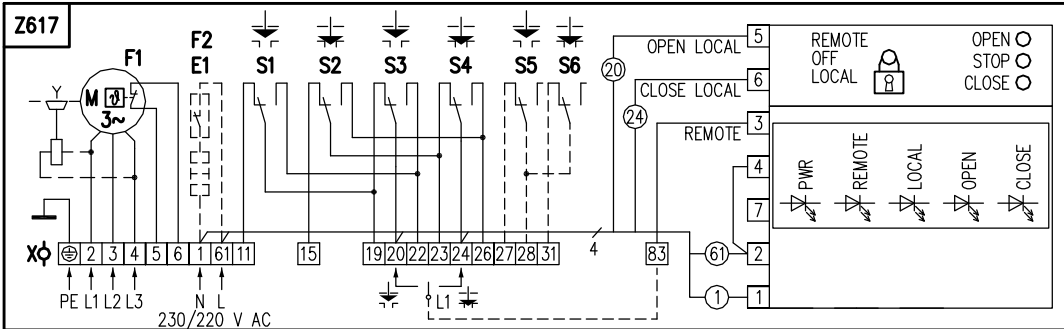 Z617
F1
F2
E1
S1 S2 S3 S4 S5 S6
Y
M ϑ
3~
X
2 3 4 5 6 1 61 11 15 19 20 22 23 24 26 27 28 31 4 83
PE L1 L2 L3 N L L1
230/220 V AC
20
24
61
1
OPEN LOCAL 5
CLOSE LOCAL 6
REMOTE 3
4
7
2
1
REMOTE
OFF
LOCAL
OPEN
STOP
CLOSE
PWR
REMOTE
LOCAL
OPEN
CLOSE